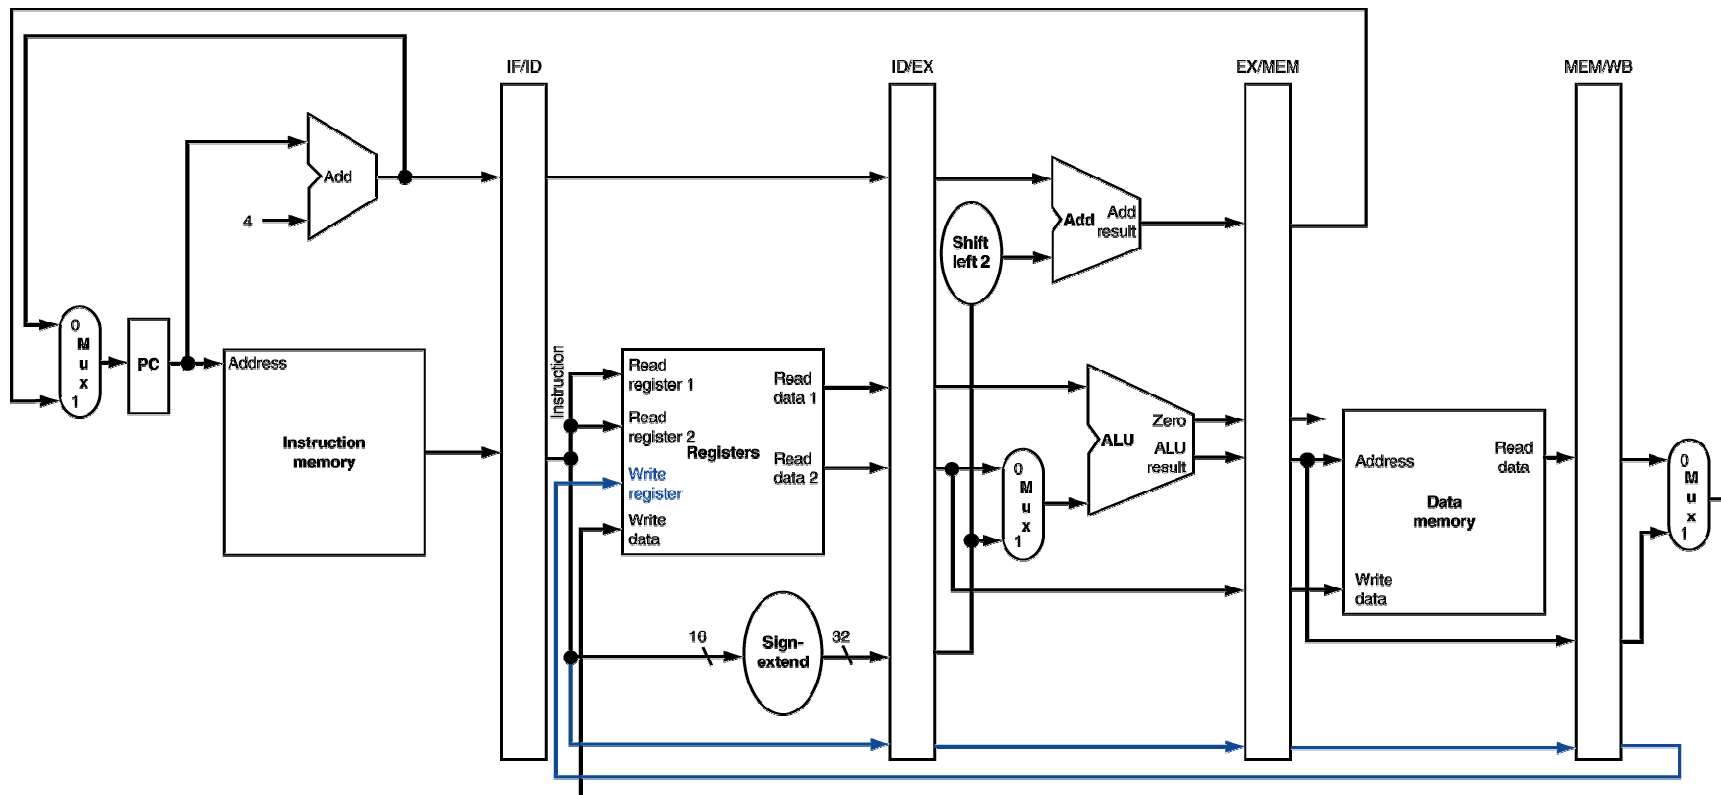 IF/ID
ID/EX
EX/MEM
MEM/WB
Add
4
Add
Add
result
Shift
left 2
0
M
u
x
1
PC
Address
Instruction
memory
Instruction
Read
register 1
Read
register 2
Write
register
Write
data
Registers
Read
data 1
Read
data 2
0
M
u
x
1
Zero
ALU
ALU
result
Address
Read
data
Data
memory
Write
data
0
M
u
x
1
16
Sign-
extend
32